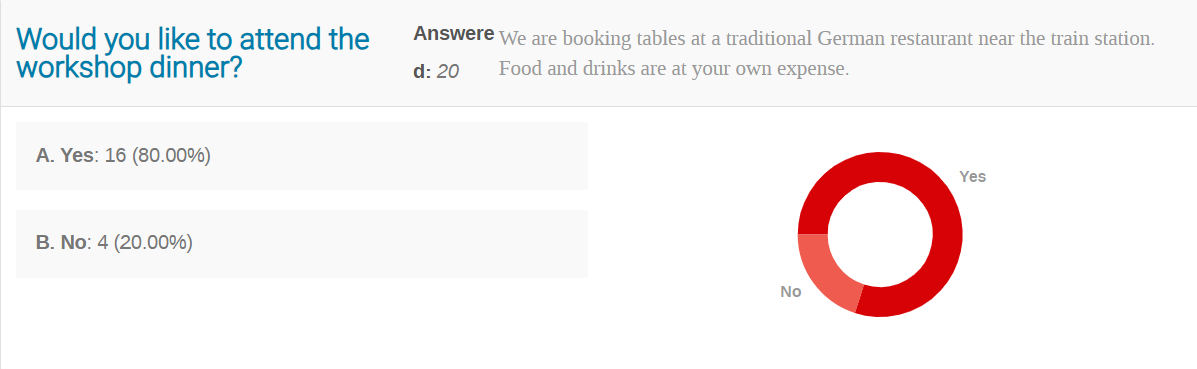 Would you like to attend the
workshop dinner?
Answere
d: 20
We are booking tables at a traditional German restaurant near the train station.
Food and drinks are at your own expense.
A. Yes: 16 (80.00%)
B. No: 4 (20.00%)
Yes
No